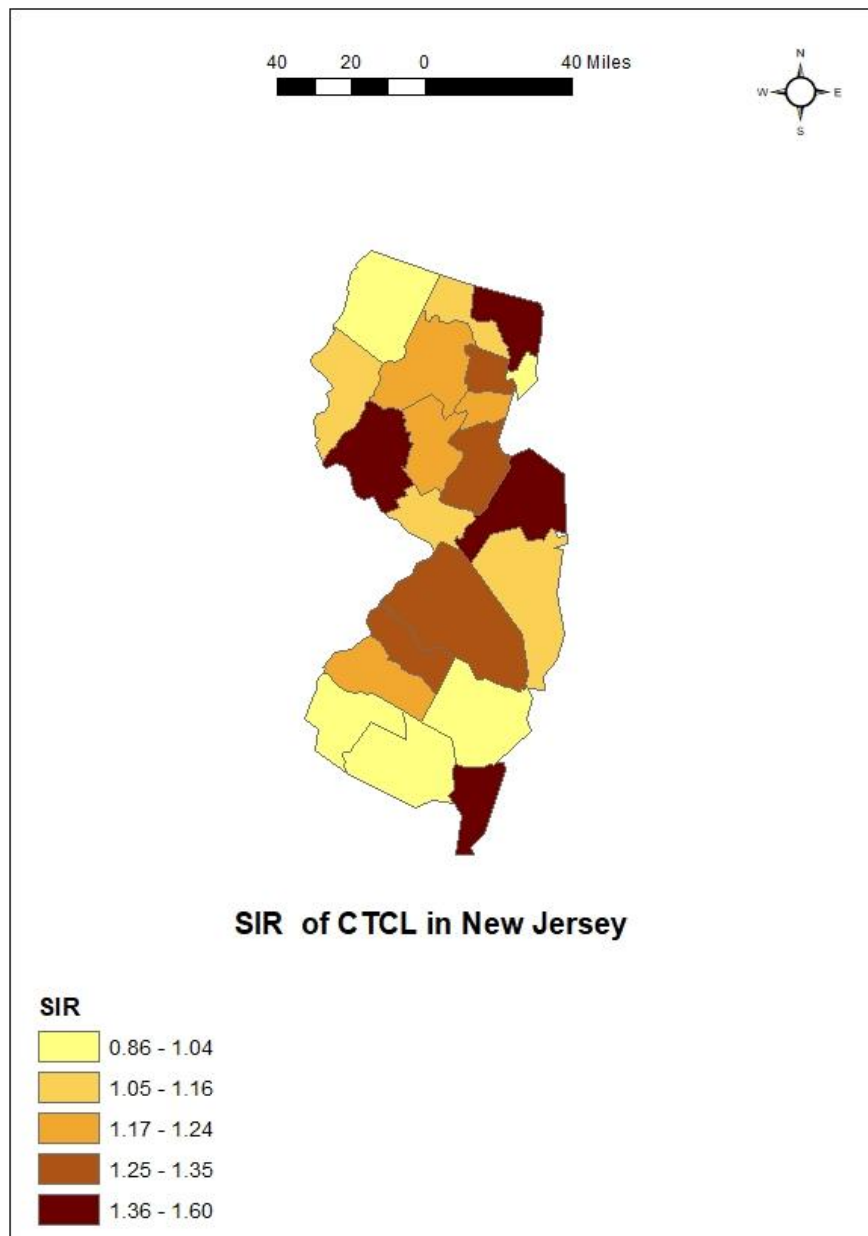 40 20 0 40 Miles
N
W E
S
SIR of CTCL in New Jersey
SIR
0.86 - 1.04
1.05 - 1.16
1.17 - 1.24
1.25 - 1.35
1.36 - 1.60